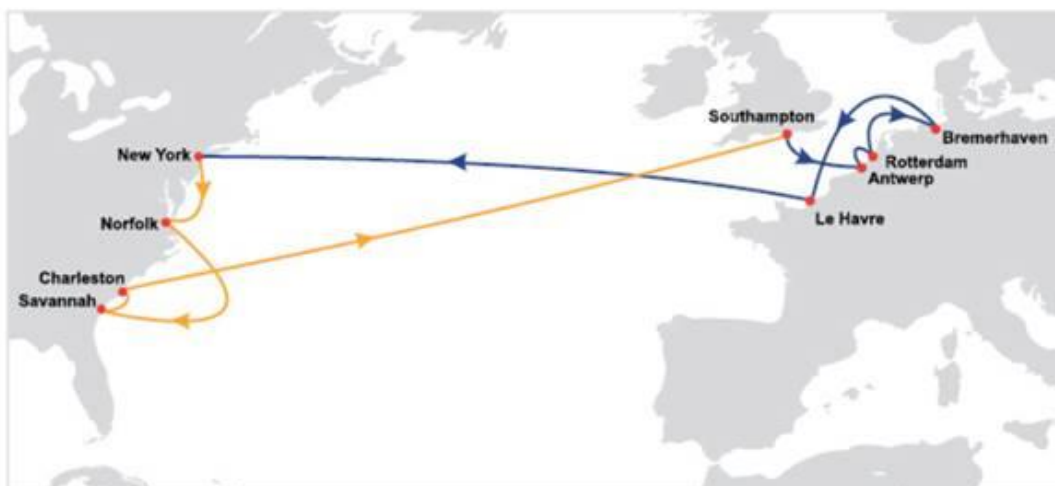 Southampton
Bremerhaven
New York
Rotterdam
Antwerp
Le Havre
Norfolk
Charleston
Savannah